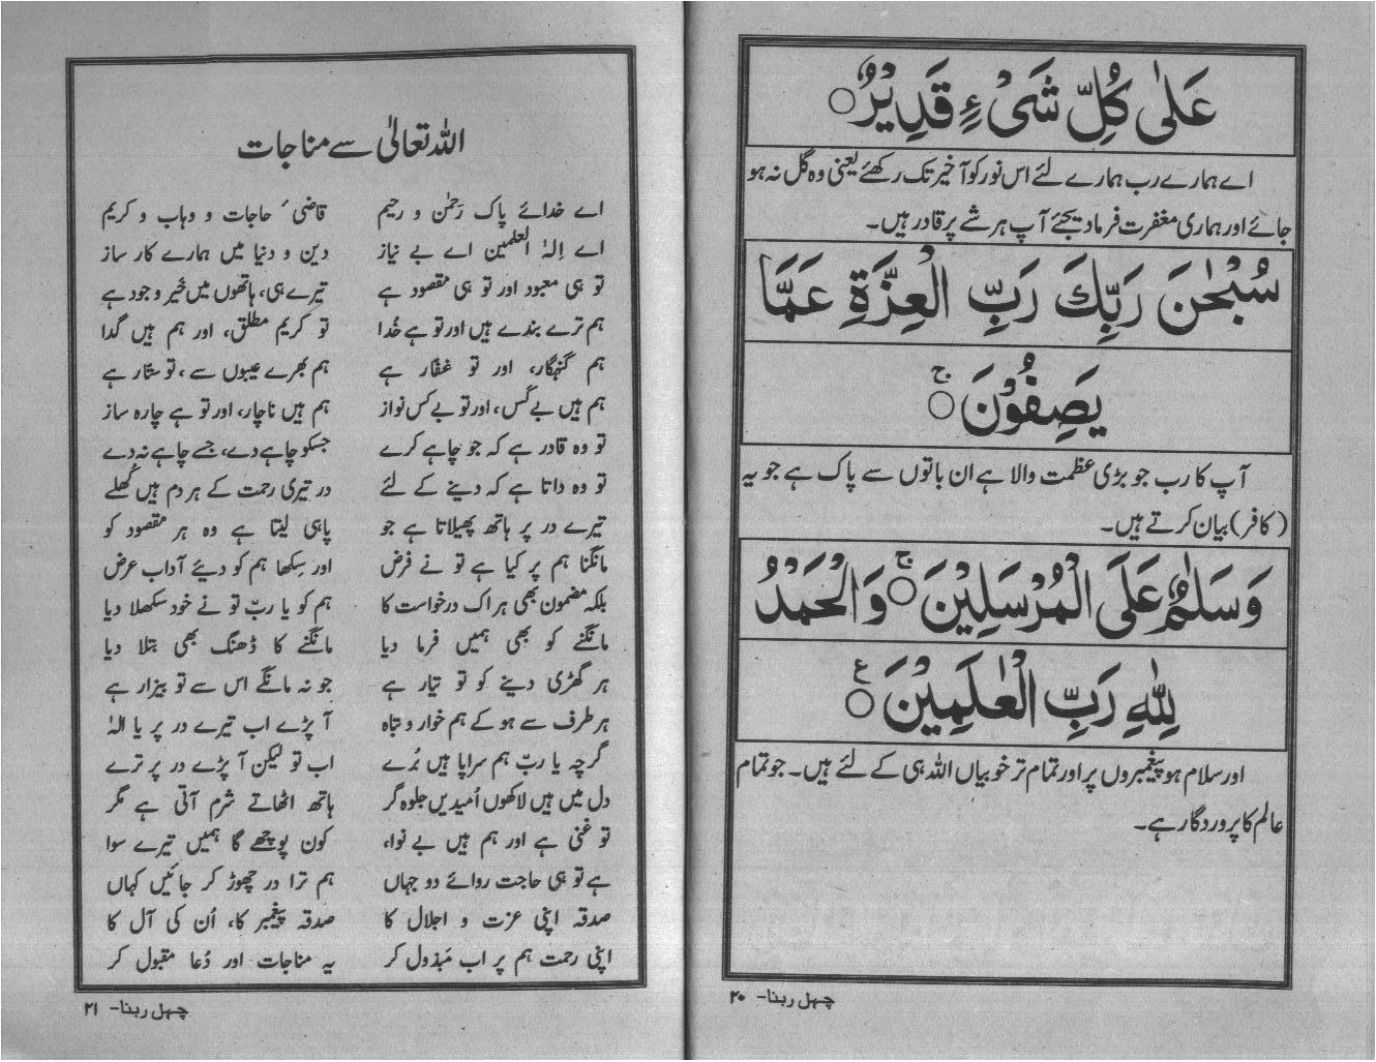 عَلٰى كُلِّ شَیْءٍ قَدِيْرٌ ○
اے ہمارے رب ہمارے لئے اس نور کو آخیر تک رکھئے یعنی وہ گل نہ ہو
جائے اور ہماری مغفرت فرما دیجئے آپ ہر شے پر قادر ہیں۔
سُبْحٰنَ رَبِّكَ رَبِّ الْعِزَّةِ عَمَّا
يَصِفُوْنَ ○ ج
آپ کا رب جو بڑی عظمت والا ہے ان باتوں سے پاک ہے جو یہ
(کافر) بیان کرتے ہیں۔
وَسَلٰمٌ عَلَى الْمُرْسَلِيْنَ ○ ج وَالْحَمْدُ
لِلّٰهِ رَبِّ الْعٰلَمِيْنَ ○ ع
اور سلام ہو پیغمبروں پر اور تمام تر خوبیاں اللہ ہی کے لئے ہیں۔ جو تمام
عالم کا پروردگار ہے۔
چہل ربنا- ۲۰
اللہ تعالٰی سے مناجات
اے خدائے پاک رَحمٰن و رحیم قاضیٔ حاجات و وہاب و کریم
اے اِلہٰ العلمین اے بے نیاز دین و دنیا میں ہمارے کار ساز
تو ہی معبود اور تو ہی مقصود ہے تیرے ہی، ہاتھوں میں خیر و جود ہے
ہم ترے بندے ہیں اور تو ہے خُدا تو کریم مطلق، اور ہم ہیں گدا
ہم گنہگار، اور تو غفّار ہے ہم بھرے عیبوں سے، تو ستّار ہے
ہم ہیں بے کَس، اور تو بے کس نواز ہم ہیں ناچار، اور تو ہے چارہ ساز
تو وہ قادر ہے کہ جو چاہے کرے جسکو چاہے دے، جسے چاہے نہ دے
تو وہ داتا ہے کہ دینے کے لئے در تیری رحمت کے ہر دم ہیں کُھلے
تیرے در پر ہاتھ پھیلاتا ہے جو پاہی لیتا ہے وہ ہر مقصود کو
مانگنا ہم پر کیا ہے تو نے فرض اور سِکھا ہم کو دیئے آداب عرض
بلکہ مضمون بھی ہر اک درخواست کا ہم کو یا ربّ تو نے خود سکھلا دیا
مانگنے کو بھی ہمیں فرما دیا مانگنے کا ڈھنگ بھی بتلا دیا
ہر گھڑی دینے کو تو تیار ہے جو نہ مانگے اس سے تو بیزار ہے
ہر طرف سے ہو کے ہم خوار و تباہ آ پڑے اب تیرے در پر یا الہٰ
گرچہ یا ربّ ہم سراپا ہیں بُرے اب تو لیکن آ پڑے در پر ترے
دل میں ہیں لاکھوں اُمیدیں جلوہ گر ہاتھ اٹھاتے شرم آتی ہے مگر
تو غنی ہے اور ہم ہیں بے نوا، کون پوچھے گا ہمیں تیرے سوا
ہے تو ہی حاجت روائے دو جہاں ہم ترا در چھوڑ کر جائیں کہاں
صدقہ اپنی عزت و اجلال کا صدقہ پیغمبر کا، اُن کی آل کا
اپنی رحمت ہم پر اب مَبذول کر یہ مناجات اور دُعا مقبول کر
چہل ربنا- ۲۱